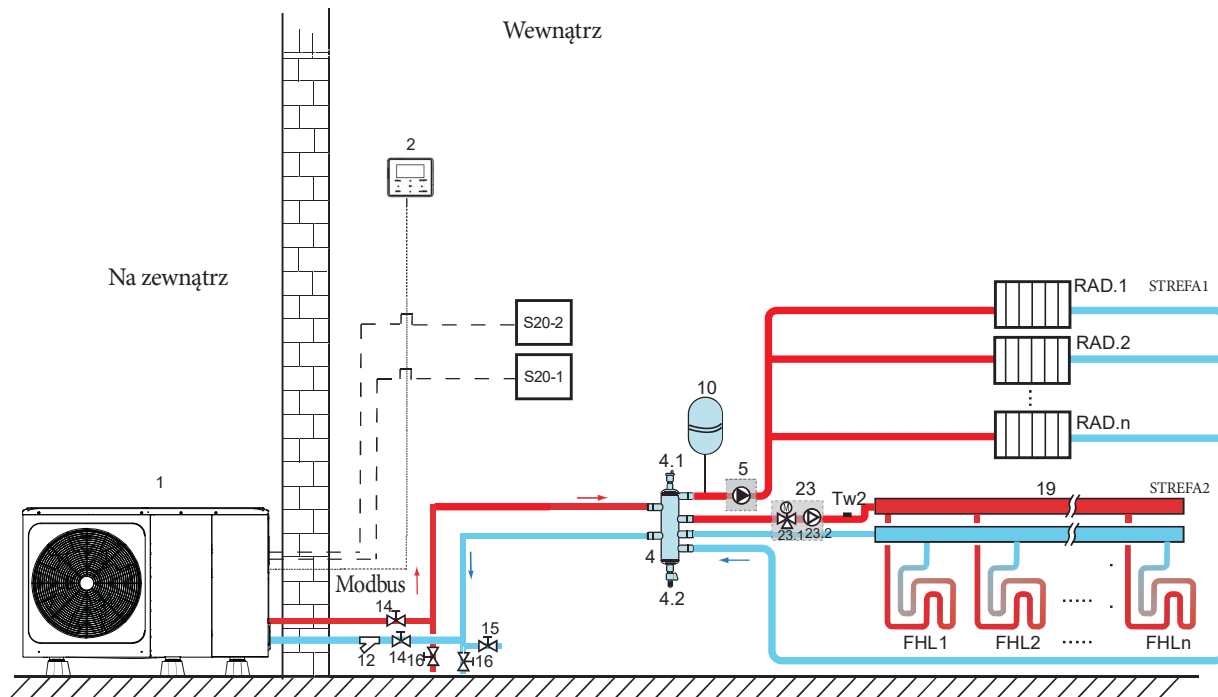 Wewnątrz
2
Na zewnątrz
S20-2
S20-1
RAD.1
STREFA1
RAD.2
RAD.n
10
4.1
5
23
Tw2
19
STREFA2
M
23.1
23.2
1
4
4.2
Modbus
14
15
12
14
16
16
FHL1
FHL2
.....
FHLn